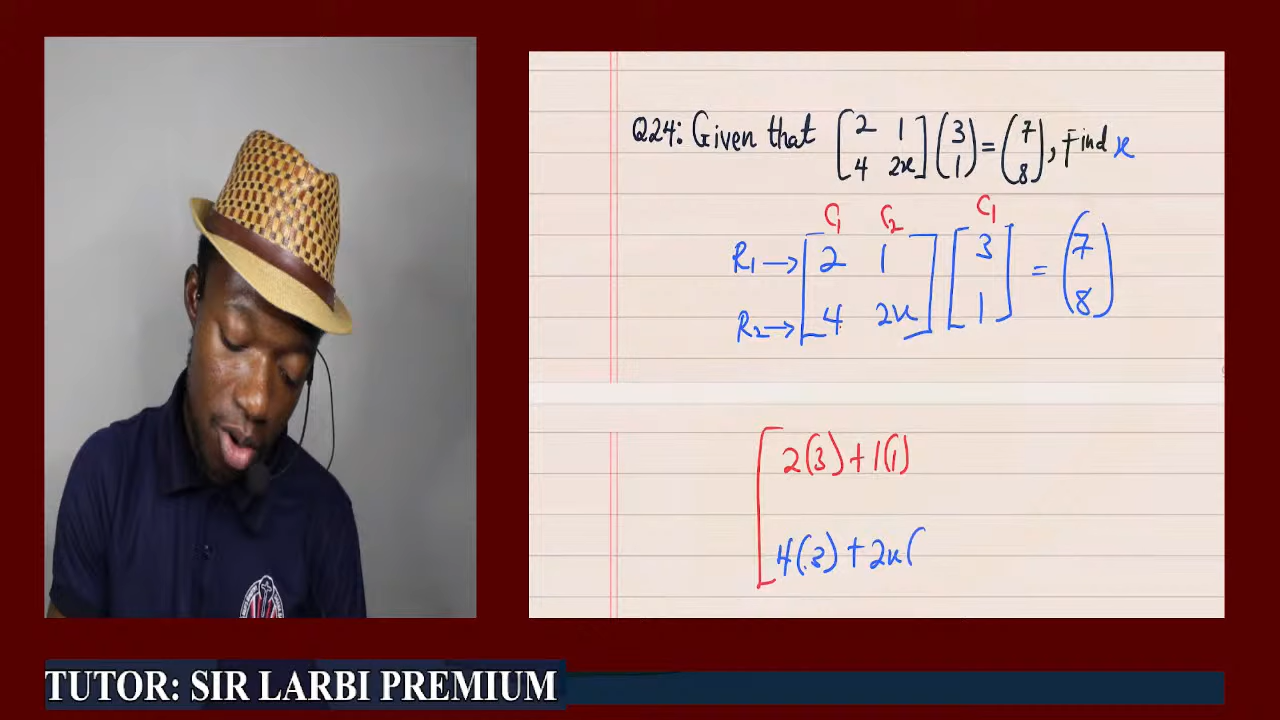 Q24: Given that [2 1 4 2x] (3 1) = (7 8), Find x
C1 C2 C1
R1 → [2 1] [3] = (7)
R2 → [4 2x] [1] (8)
[2(3) + 1(1)
4(3) + 2x(
TUTOR: SIR LARBI PREMIUM